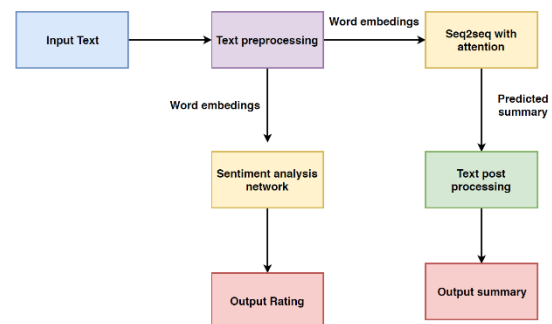 Input Text
Text preprocessing
Word embedings
Seq2seq with
attention
Word embedings
Predicted
summary
Sentiment analysis
network
Text post
processing
Output Rating
Output summary